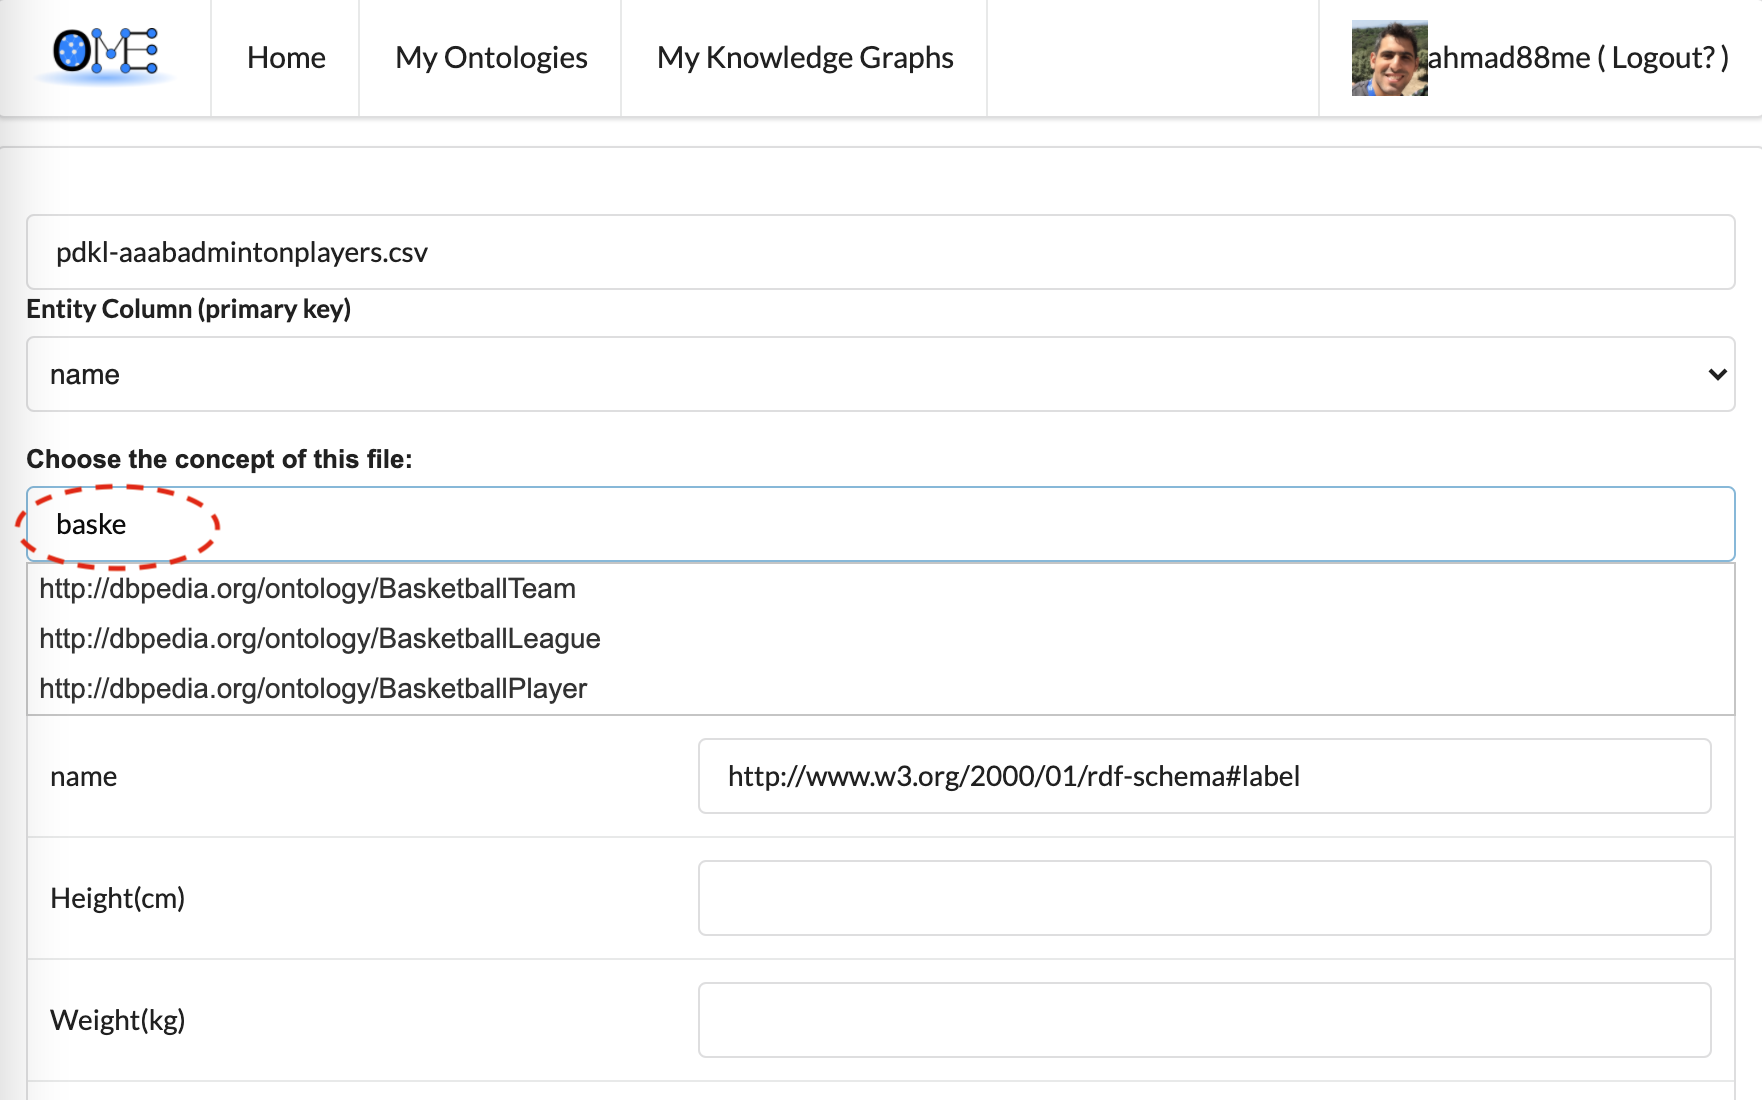 OME
Home
My Ontologies
My Knowledge Graphs
ahmad88me ( Logout? )
pdkl-aaabadmintonplayers.csv
Entity Column (primary key)
name
Choose the concept of this file:
baske
http://dbpedia.org/ontology/BasketballTeam
http://dbpedia.org/ontology/BasketballLeague
http://dbpedia.org/ontology/BasketballPlayer
name http://www.w3.org/2000/01/rdf-schema#label
Height(cm)
Weight(kg)